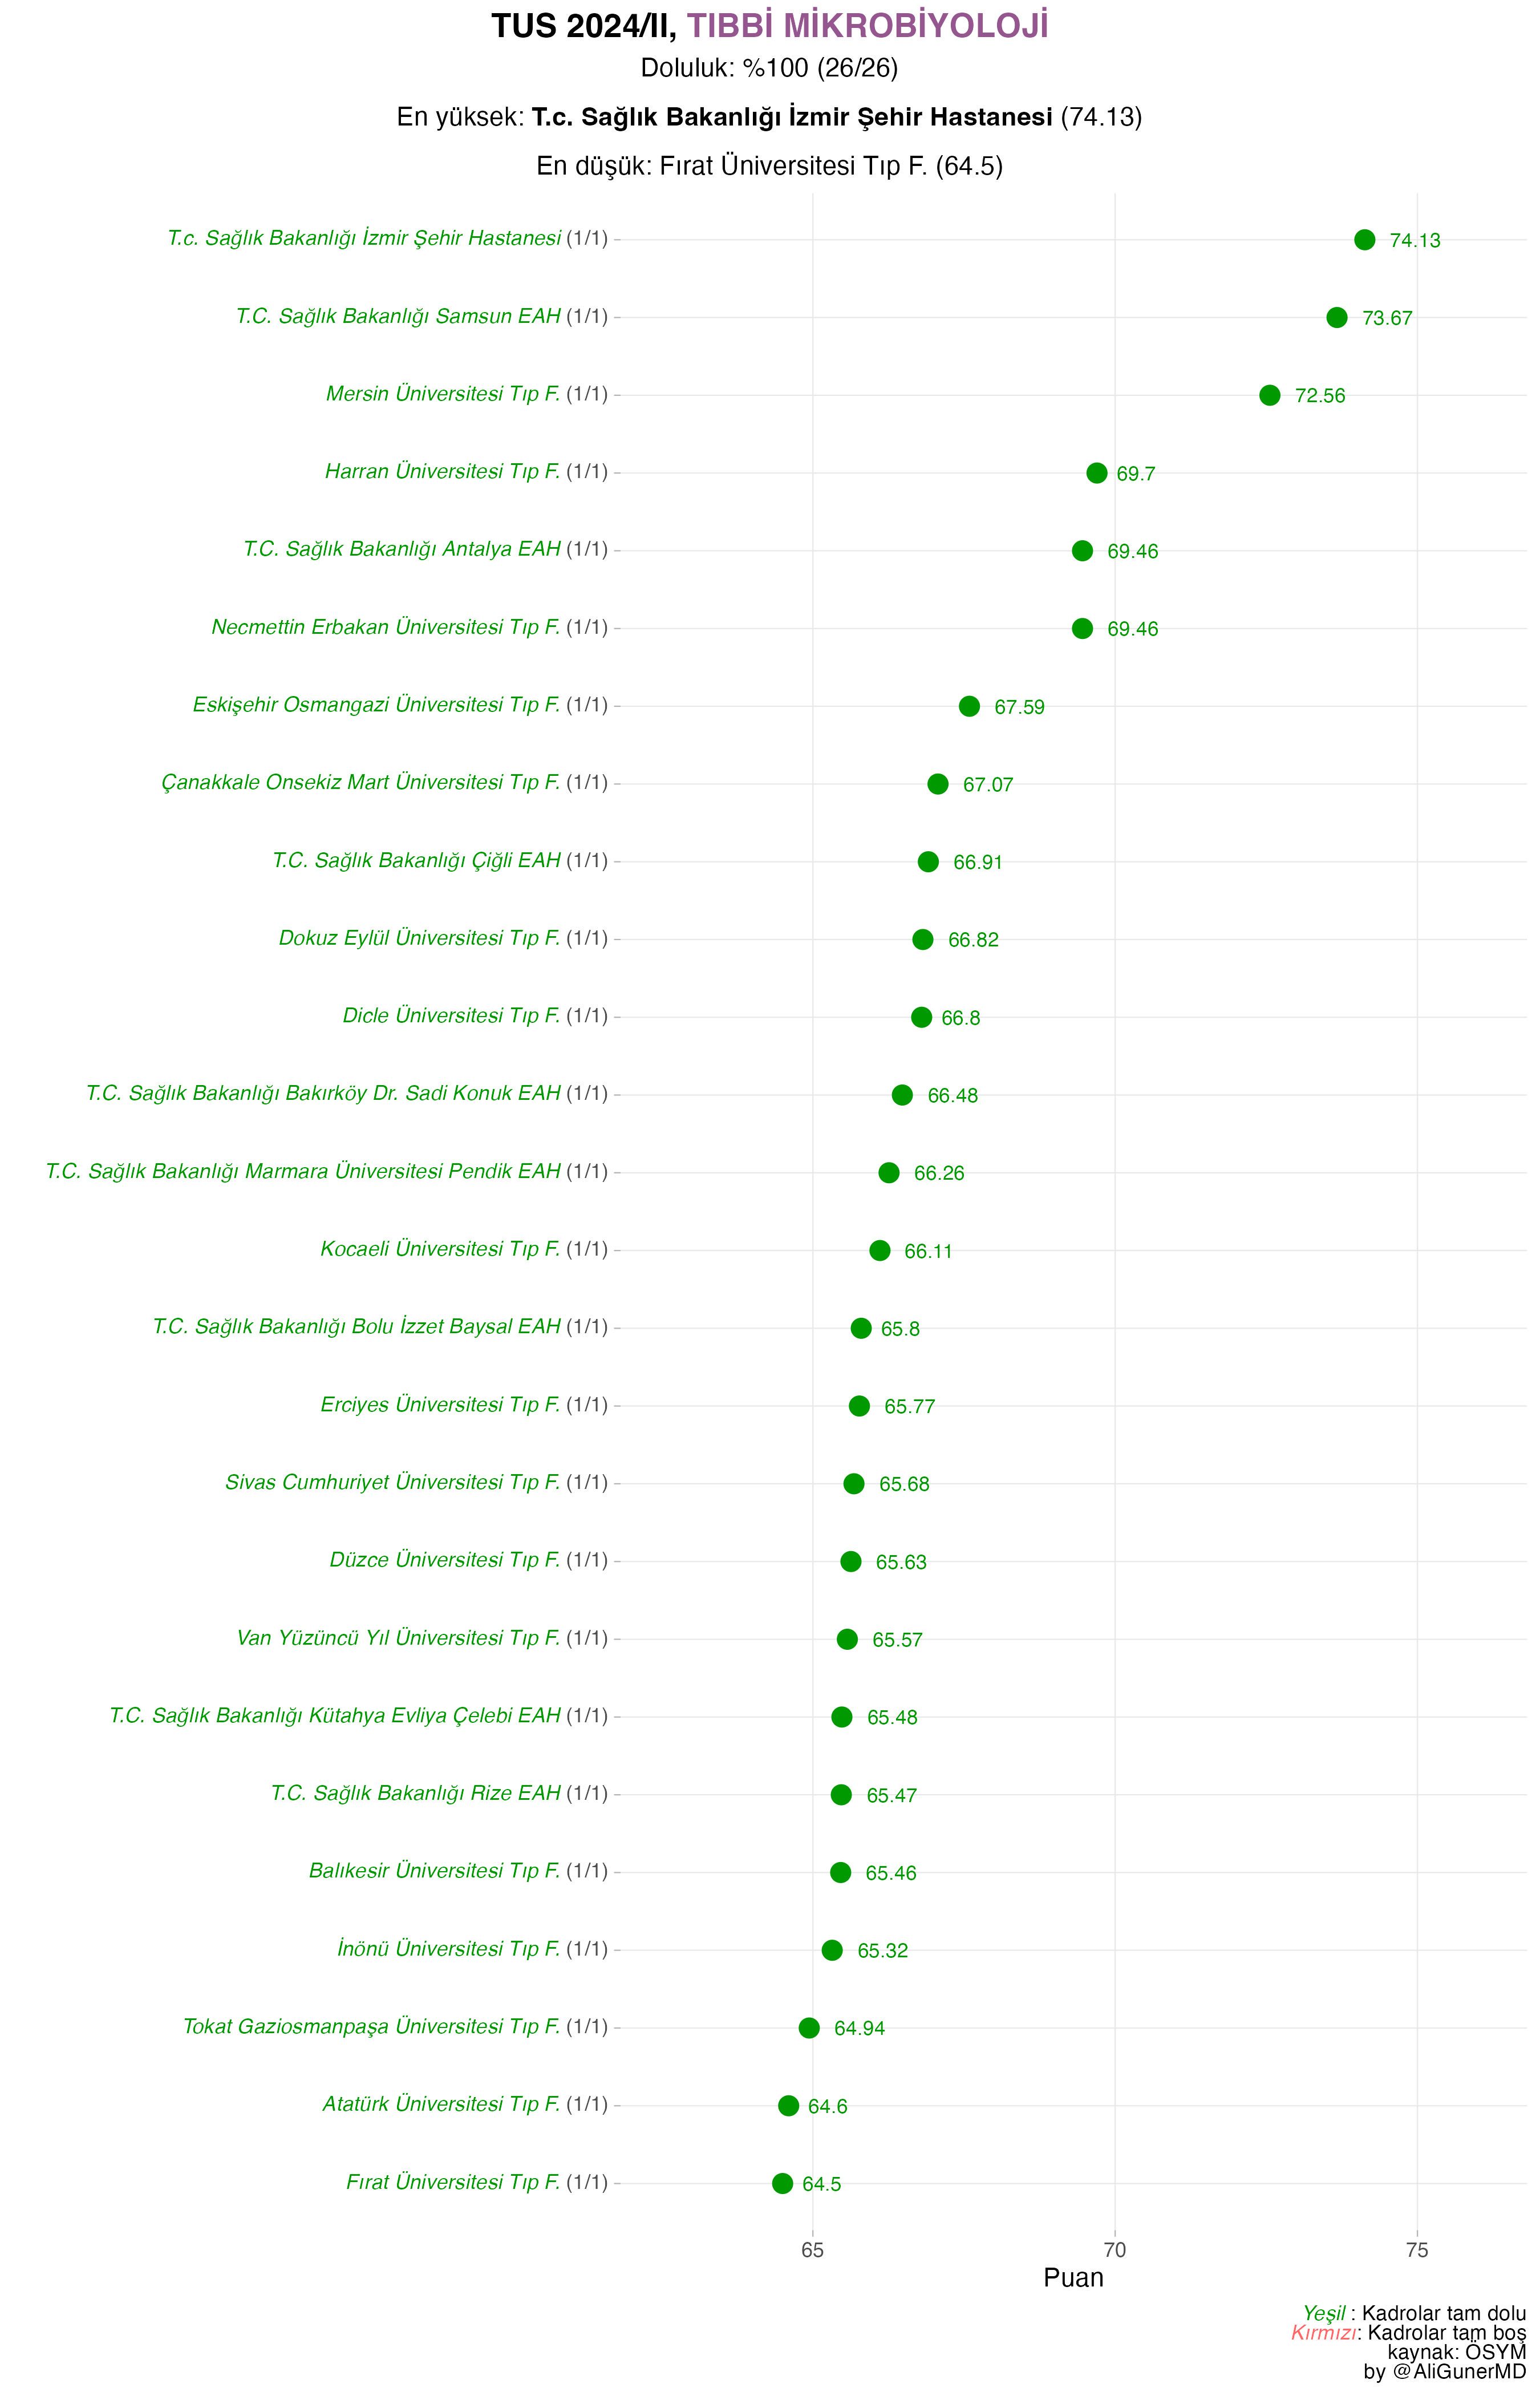 TUS 2024/II, TIBBİ MİKROBİYOLOJİ
Doluluk: %100 (26/26)
En yüksek: T.c. Sağlık Bakanlığı İzmir Şehir Hastanesi (74.13)
En düşük: Fırat Üniversitesi Tıp F. (64.5)
T.c. Sağlık Bakanlığı İzmir Şehir Hastanesi (1/1) 74.13
T.C. Sağlık Bakanlığı Samsun EAH (1/1) 73.67
Mersin Üniversitesi Tıp F. (1/1) 72.56
Harran Üniversitesi Tıp F. (1/1) 69.7
T.C. Sağlık Bakanlığı Antalya EAH (1/1) 69.46
Necmettin Erbakan Üniversitesi Tıp F. (1/1) 69.46
Eskişehir Osmangazi Üniversitesi Tıp F. (1/1) 67.59
Çanakkale Onsekiz Mart Üniversitesi Tıp F. (1/1) 67.07
T.C. Sağlık Bakanlığı Çiğli EAH (1/1) 66.91
Dokuz Eylül Üniversitesi Tıp F. (1/1) 66.82
Dicle Üniversitesi Tıp F. (1/1) 66.8
T.C. Sağlık Bakanlığı Bakırköy Dr. Sadi Konuk EAH (1/1) 66.48
T.C. Sağlık Bakanlığı Marmara Üniversitesi Pendik EAH (1/1) 66.26
Kocaeli Üniversitesi Tıp F. (1/1) 66.11
T.C. Sağlık Bakanlığı Bolu İzzet Baysal EAH (1/1) 65.8
Erciyes Üniversitesi Tıp F. (1/1) 65.77
Sivas Cumhuriyet Üniversitesi Tıp F. (1/1) 65.68
Düzce Üniversitesi Tıp F. (1/1) 65.63
Van Yüzüncü Yıl Üniversitesi Tıp F. (1/1) 65.57
T.C. Sağlık Bakanlığı Kütahya Evliya Çelebi EAH (1/1) 65.48
T.C. Sağlık Bakanlığı Rize EAH (1/1) 65.47
Balıkesir Üniversitesi Tıp F. (1/1) 65.46
İnönü Üniversitesi Tıp F. (1/1) 65.32
Tokat Gaziosmanpaşa Üniversitesi Tıp F. (1/1) 64.94
Atatürk Üniversitesi Tıp F. (1/1) 64.6
Fırat Üniversitesi Tıp F. (1/1) 64.5
65 70 75
Puan
Yeşil : Kadrolar tam dolu
Kırmızı: Kadrolar tam boş
kaynak: ÖSYM
by @AliGunerMD